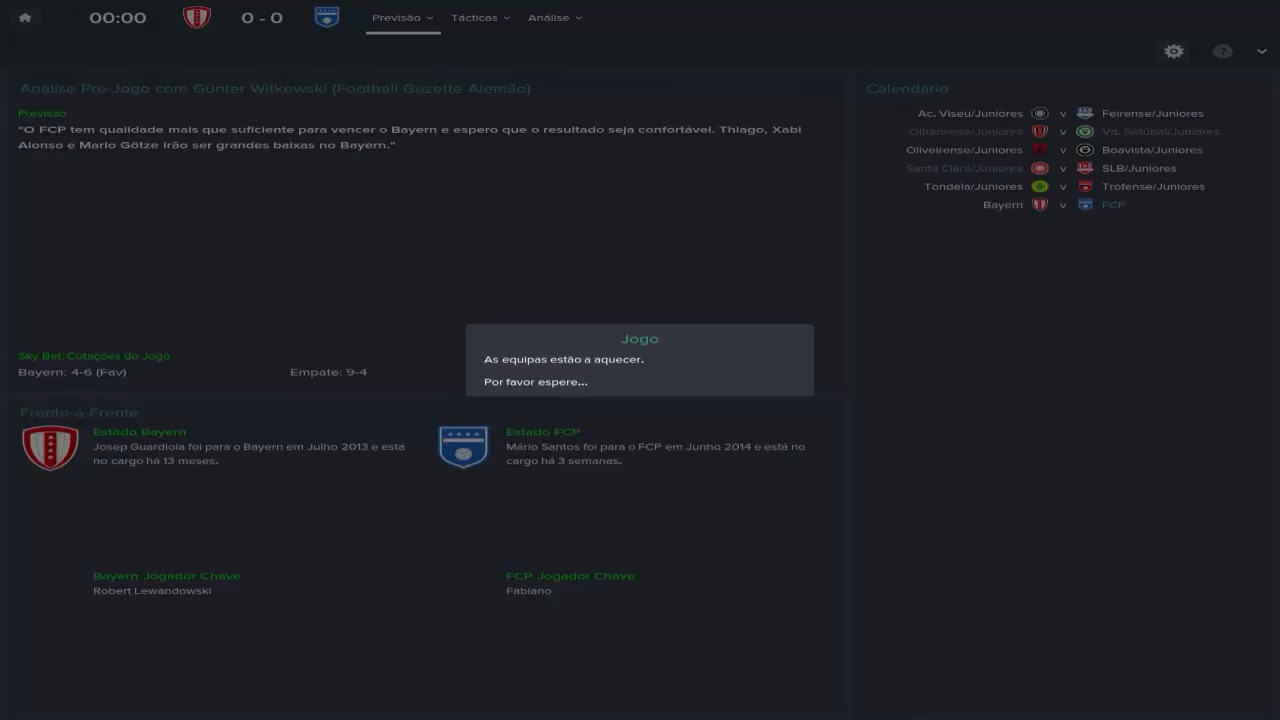 00:00 0 - 0 Previsão Tácticas Análise
?
Análise Pré-Jogo com Günter Witkowski (Football Gazette Alemão)
Previsão
"O FCP tem qualidade mais que suficiente para vencer o Bayern e espero que o resultado seja confortável. Thiago, Xabi
Alonso e Mario Götze irão ser grandes baixas no Bayern."
Sky Bet: Cotações do Jogo
Bayern: 4-6 (Fav) Empate: 9-4
Jogo
As equipas estão a aquecer.
Por favor espere...
Frente-a-Frente
Estado Bayern
Josep Guardiola foi para o Bayern em Julho 2013 e está
no cargo há 13 meses.
Estado FCP
Mário Santos foi para o FCP em Junho 2014 e está no
cargo há 3 semanas.
Bayern Jogador Chave
Robert Lewandowski
FCP Jogador Chave
Fabiano
Calendário
Ac. Viseu/Juniores v Feirense/Juniores
Olhanense/Juniores v Vit. Setúbal/Juniores
Oliveirense/Juniores v Boavista/Juniores
Santa Clara/Juniores v SLB/Juniores
Tondela/Juniores v Trofense/Juniores
Bayern v FCP